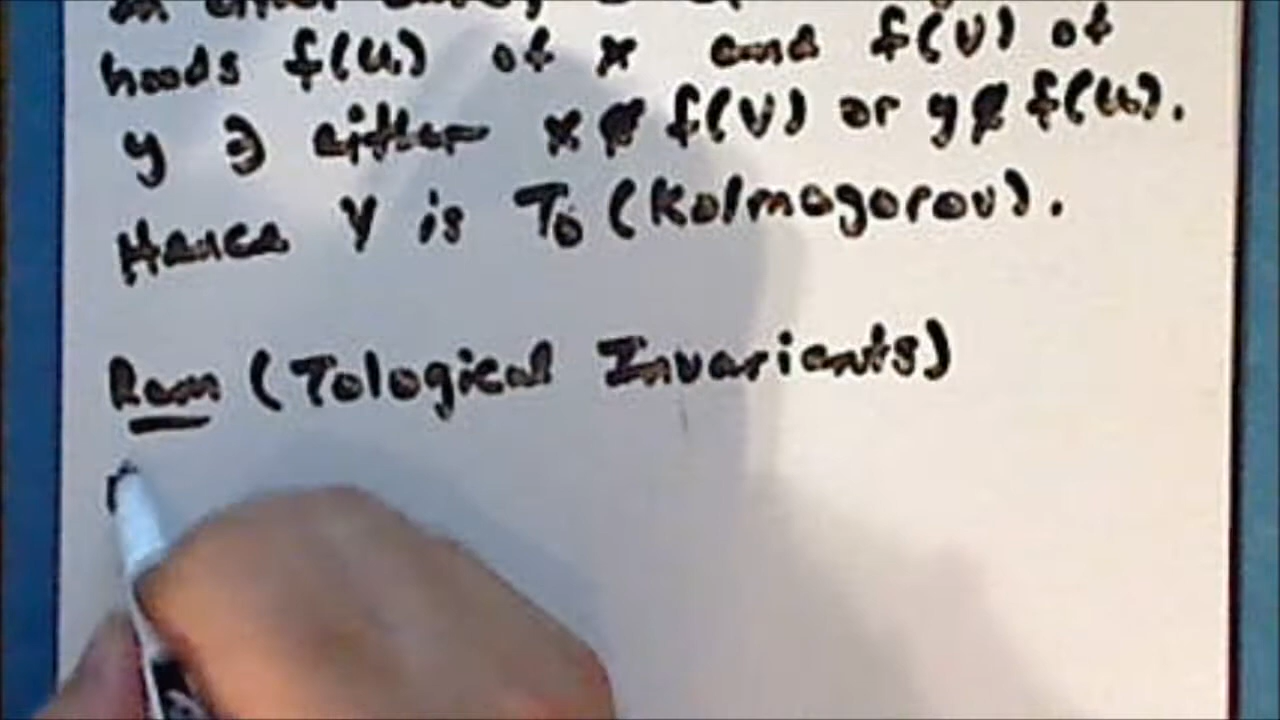 hoods f(U) of x and f(V) of
y ∋ either x ∉ f(V) or y ∉ f(U).
Hence Y is T₀ (Kolmogorov).
Rem (Tological Invariants)